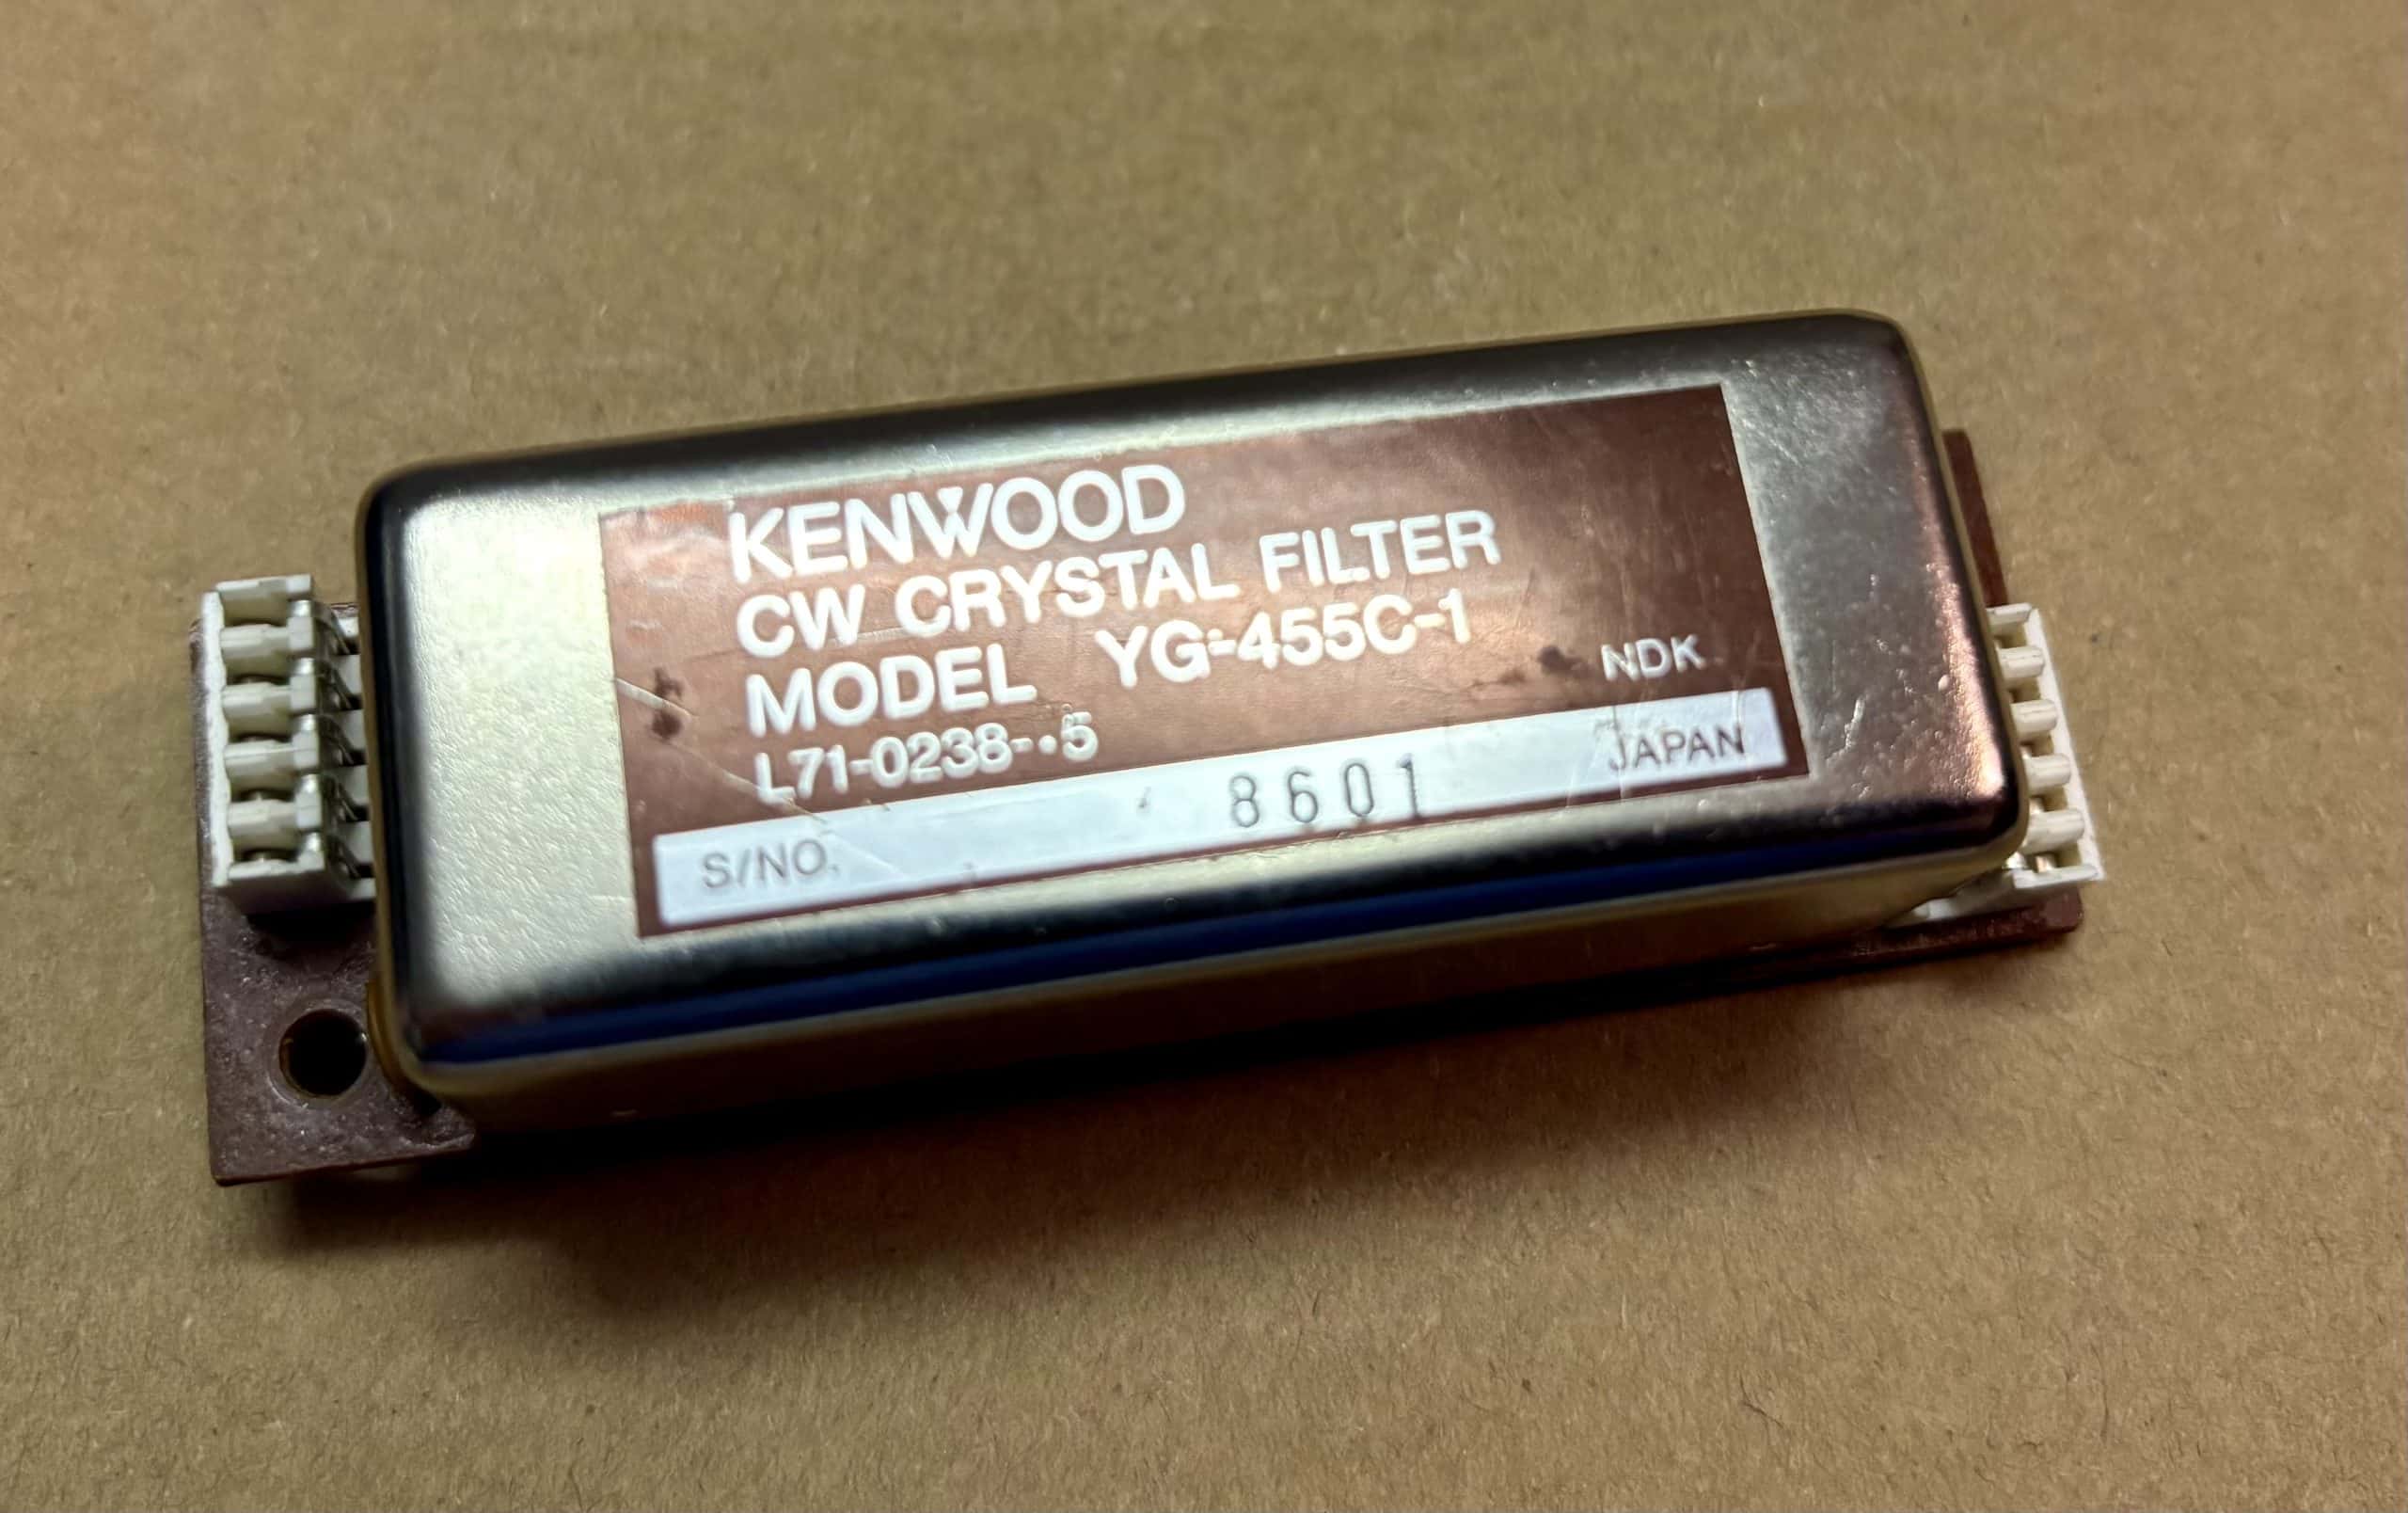 KENWOOD
CW CRYSTAL FILTER
MODEL YG-455C-1
NDK
L71-0238-•5
JAPAN
S/NO. 8601